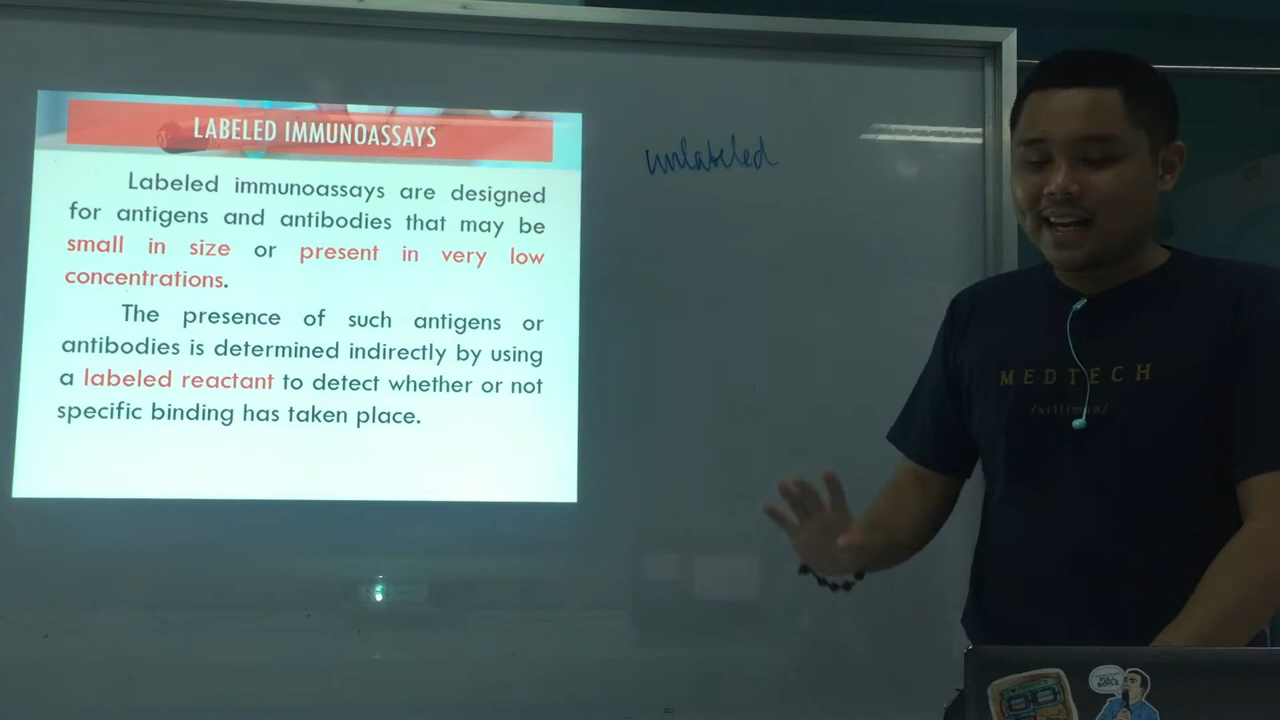 LABELED IMMUNOASSAYS
Labeled immunoassays are designed
for antigens and antibodies that may be
small in size or present in very low
concentrations.
The presence of such antigens or
antibodies is determined indirectly by using
a labeled reactant to detect whether or not
specific binding has taken place.
unlabeled
MEDTECH
/silliman/